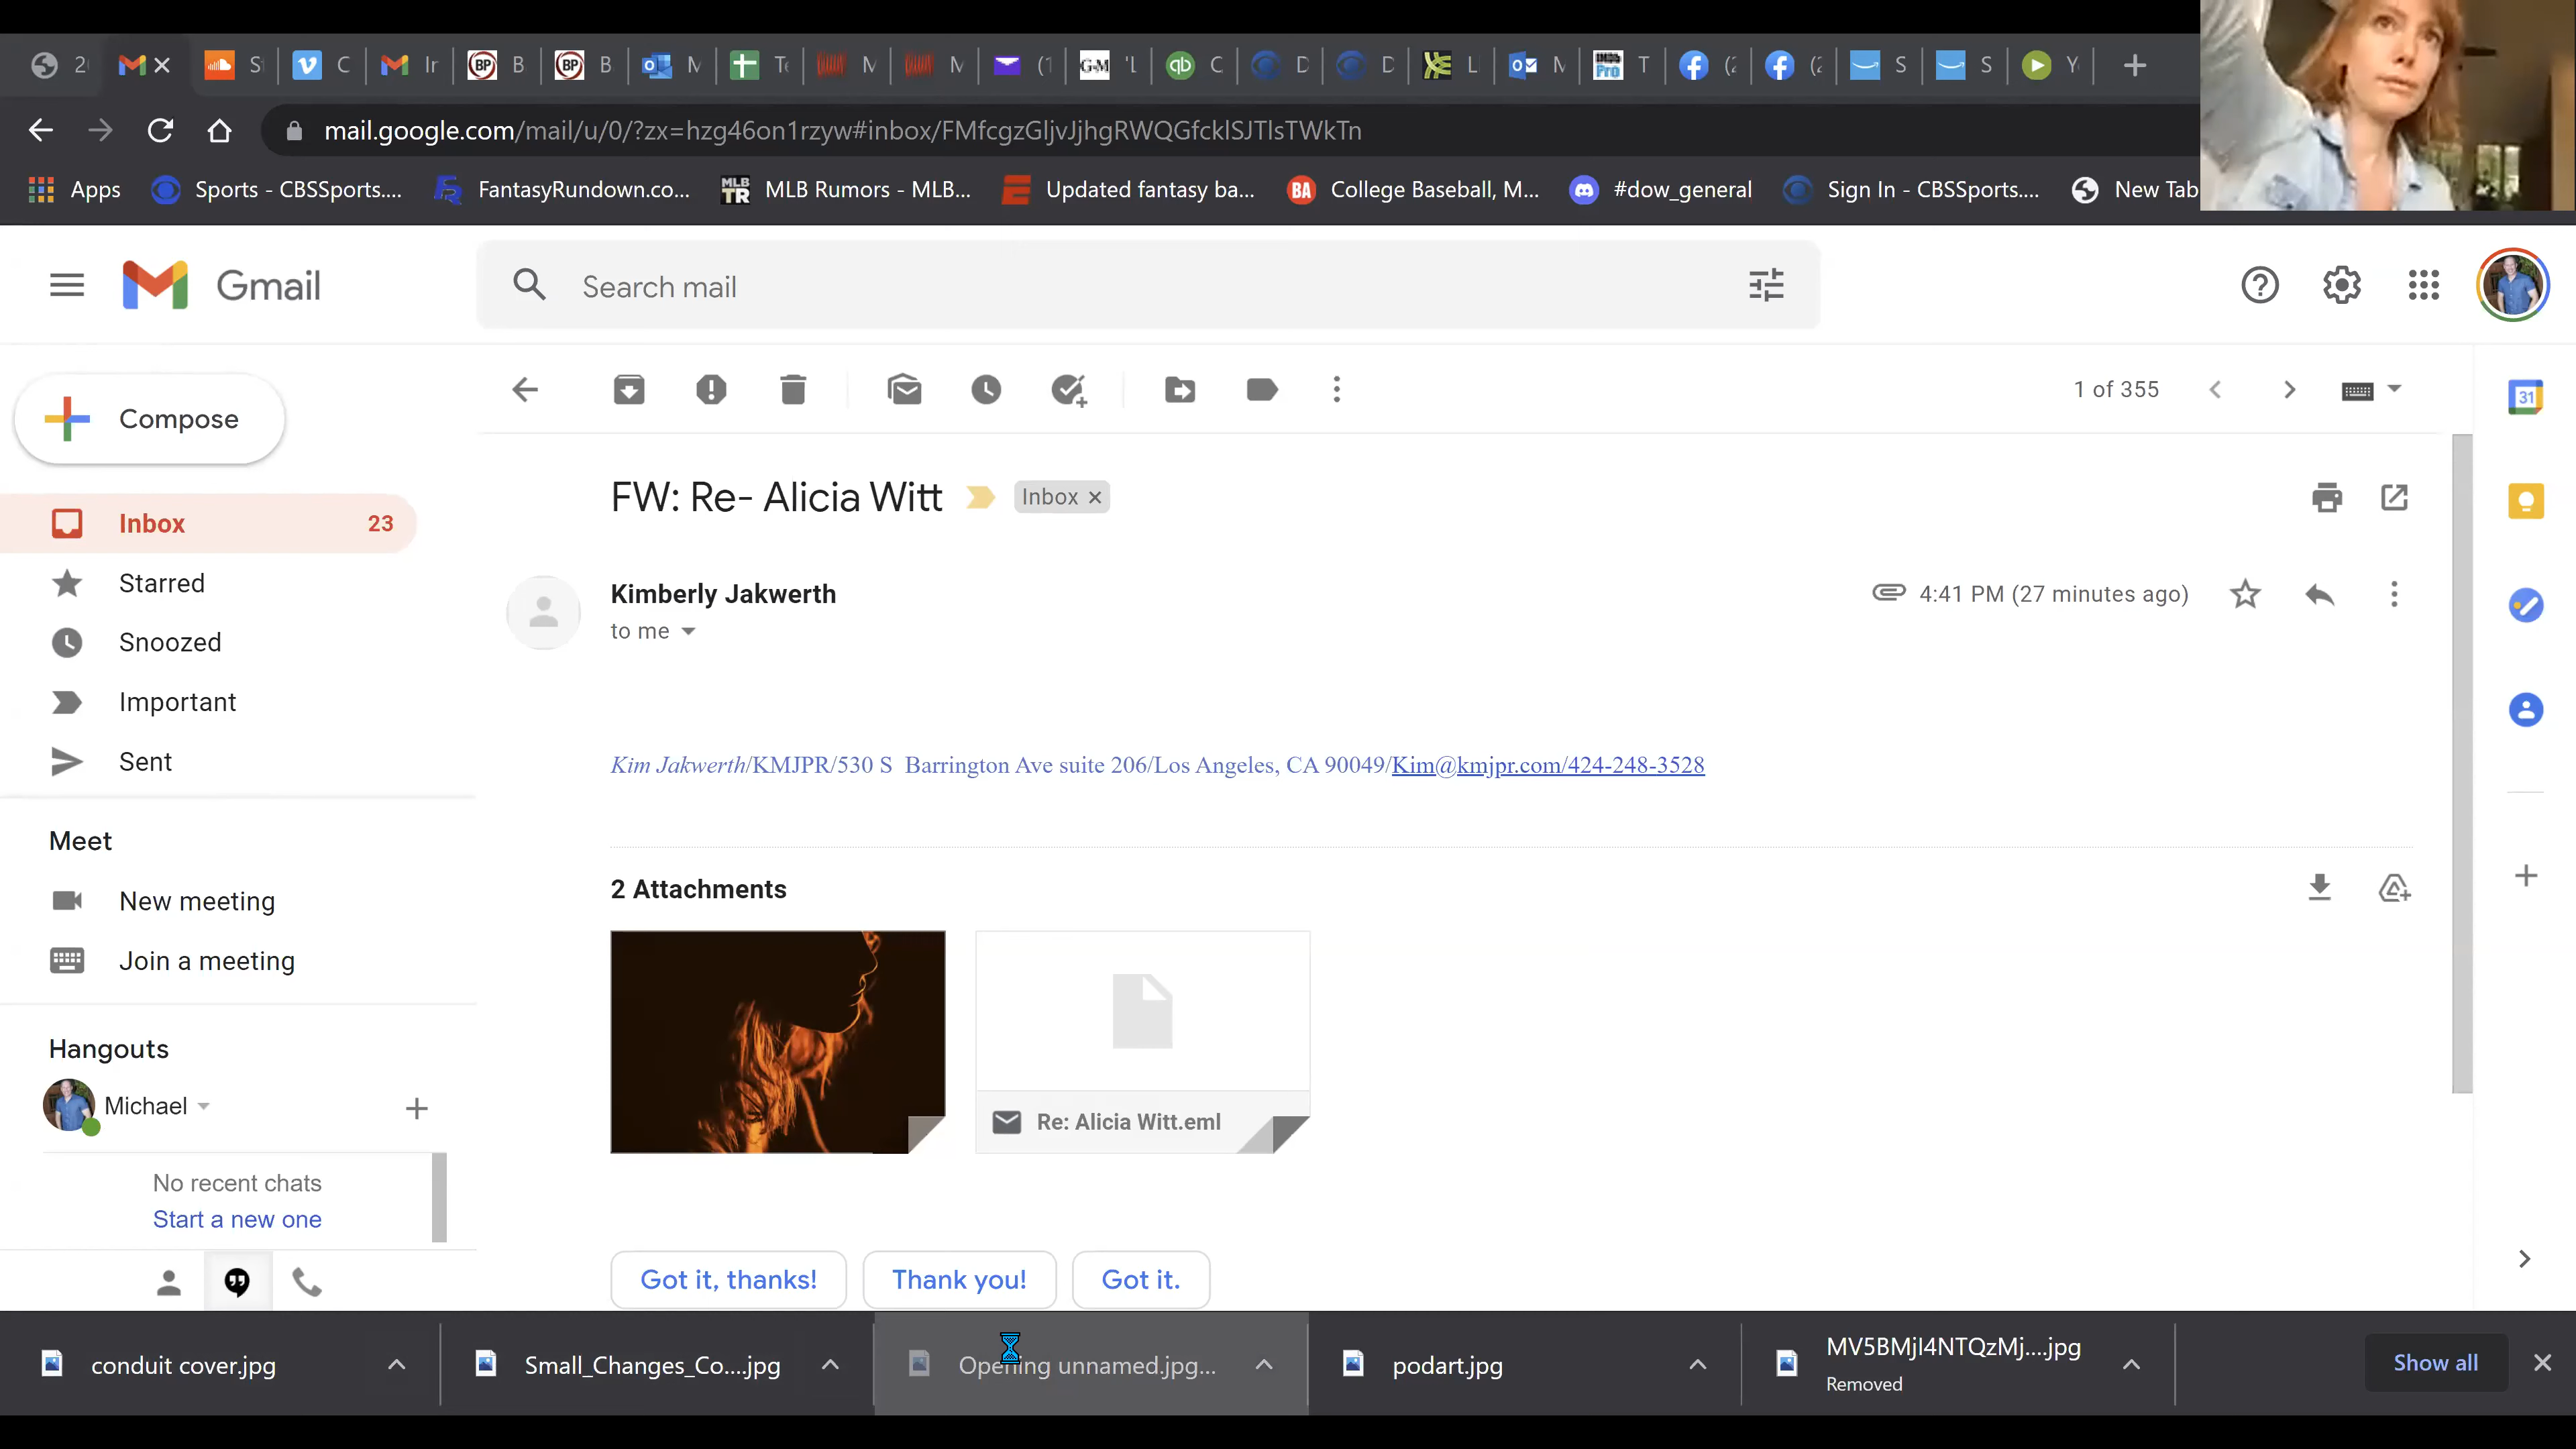 2 S C In B B M Te M M (1 'L C D D L M T (2 (2 S S Y
mail.google.com/mail/u/0/?zx=hzg46on1rzyw#inbox/FMfcgzGljvJjhgRWQGfcklSJTlsTWkTn
Apps Sports - CBSSports.... FantasyRundown.co... MLB Rumors - MLB... Updated fantasy ba... College Baseball, M... #dow_general Sign In - CBSSports.... New Tab
Gmail
Search mail
Compose
1 of 355
FW: Re- Alicia Witt Inbox
Inbox 23
Starred
Snoozed
Important
Sent
Kimberly Jakwerth 4:41 PM (27 minutes ago)
to me
Kim Jakwerth/KMJPR/530 S Barrington Ave suite 206/Los Angeles, CA 90049/Kim@kmjpr.com/424-248-3528
Meet
New meeting
Join a meeting
2 Attachments
Re: Alicia Witt.eml
Hangouts
Michael
No recent chats
Start a new one
Got it, thanks! Thank you! Got it.
conduit cover.jpg Small_Changes_Co....jpg Opening unnamed.jpg... podart.jpg MV5BMjI4NTQzMj....jpg
Removed
Show all